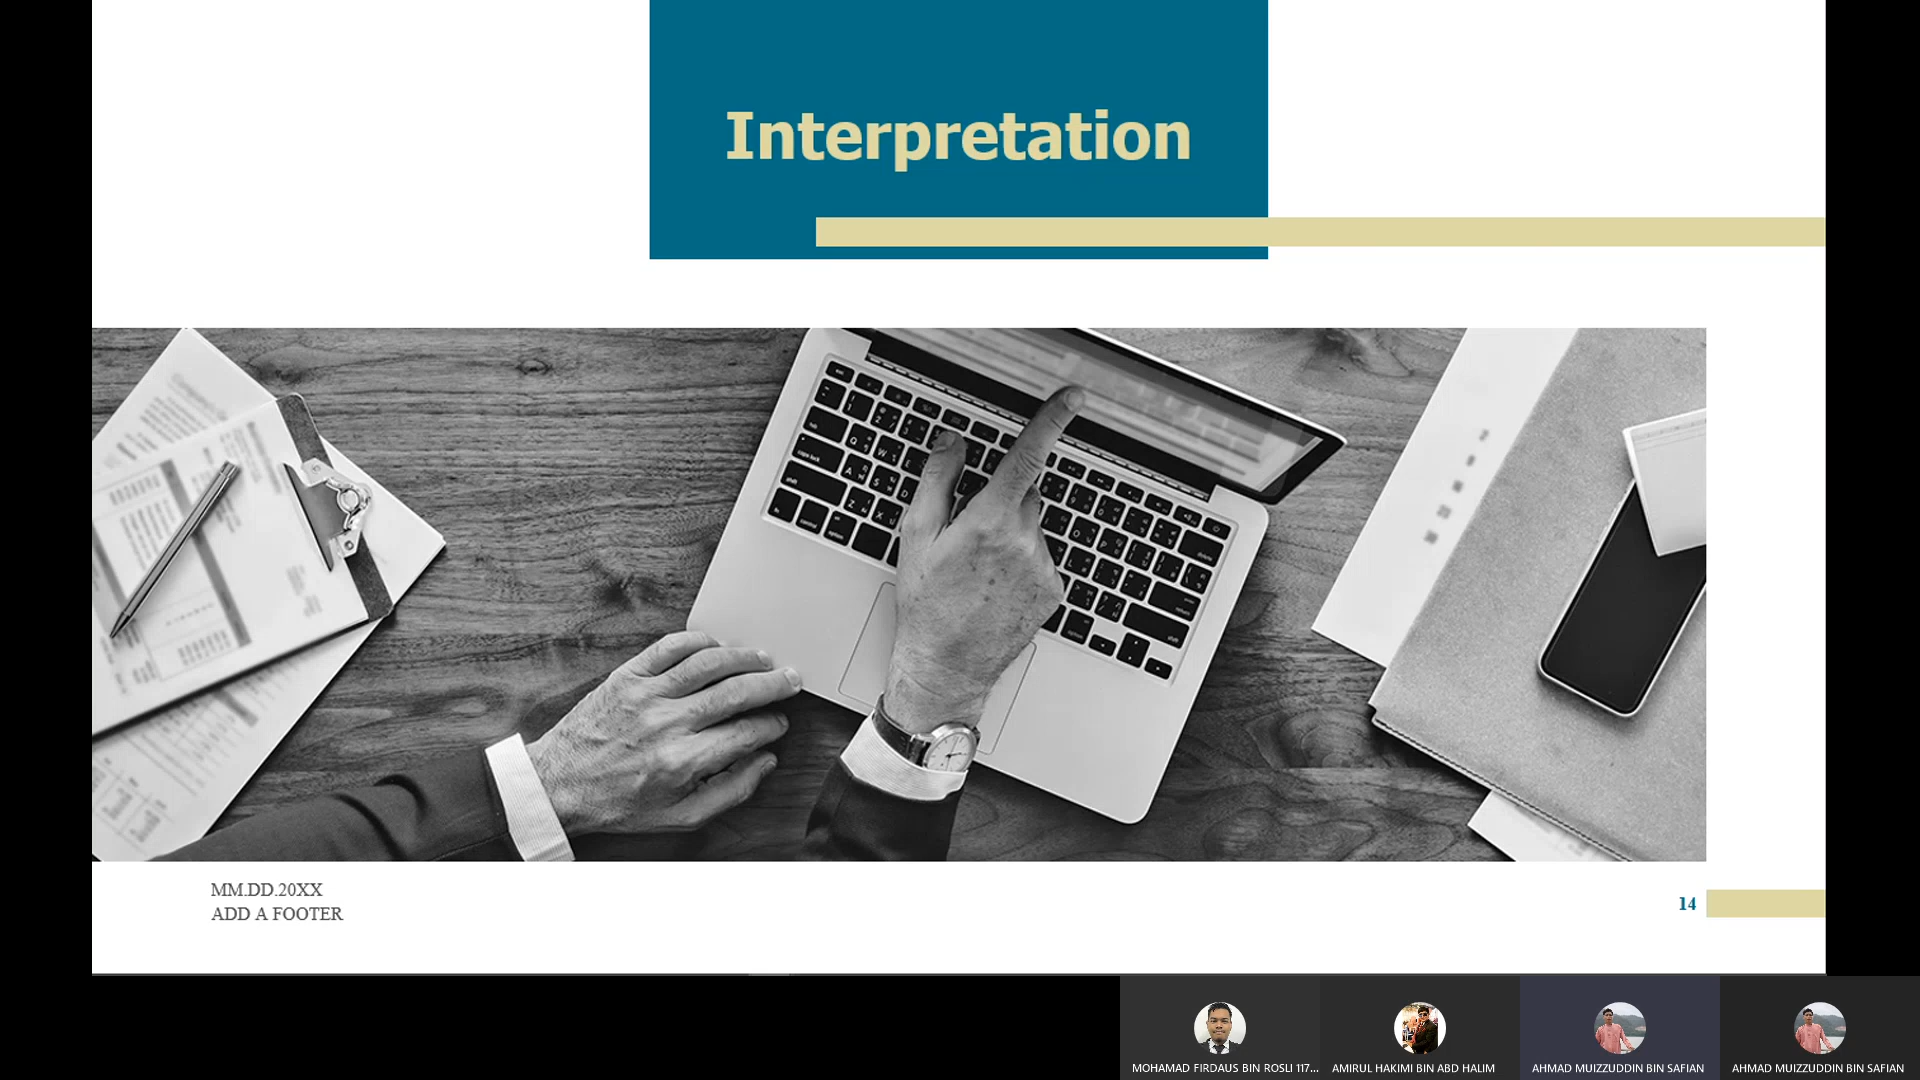 Interpretation
MM.DD.20XX
ADD A FOOTER
14
MOHAMAD FIRDAUS BIN ROSLI 117...
AMIRUL HAKIMI BIN ABD HALIM
AHMAD MUIZZUDDIN BIN SAFIAN
AHMAD MUIZZUDDIN BIN SAFIAN